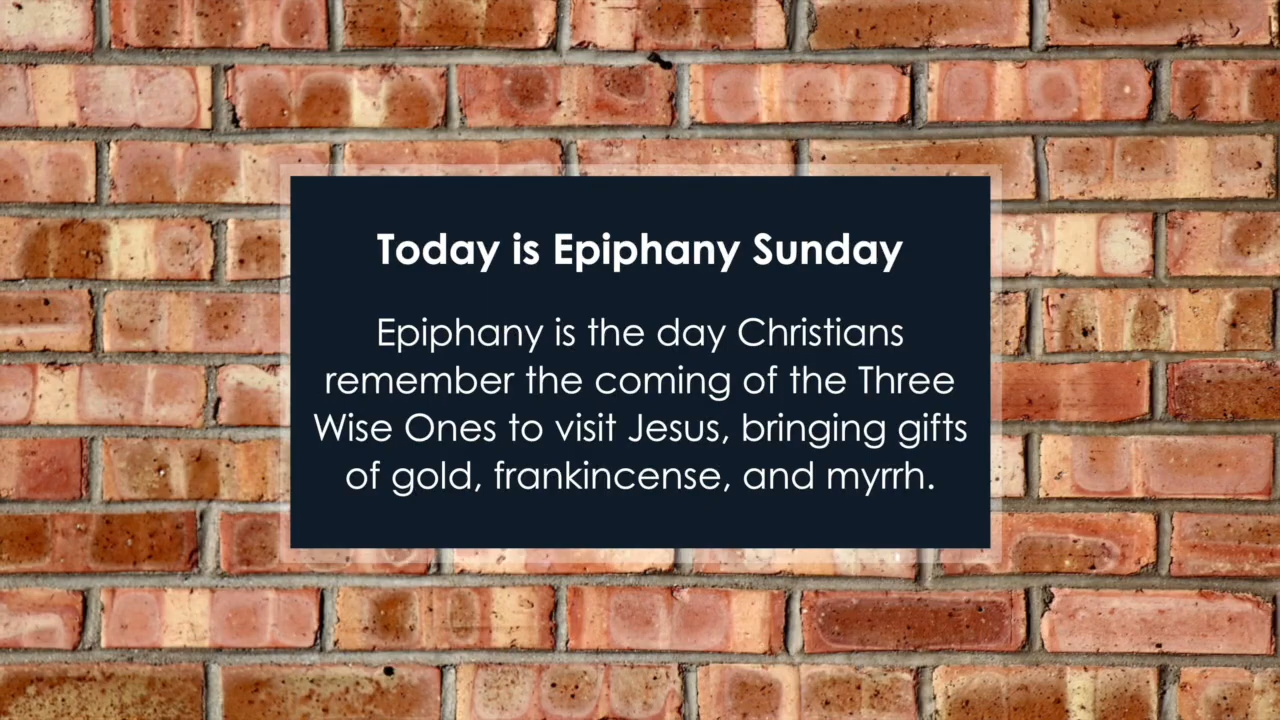 Today is Epiphany Sunday
Epiphany is the day Christians
remember the coming of the Three
Wise Ones to visit Jesus, bringing gifts
of gold, frankincense, and myrrh.